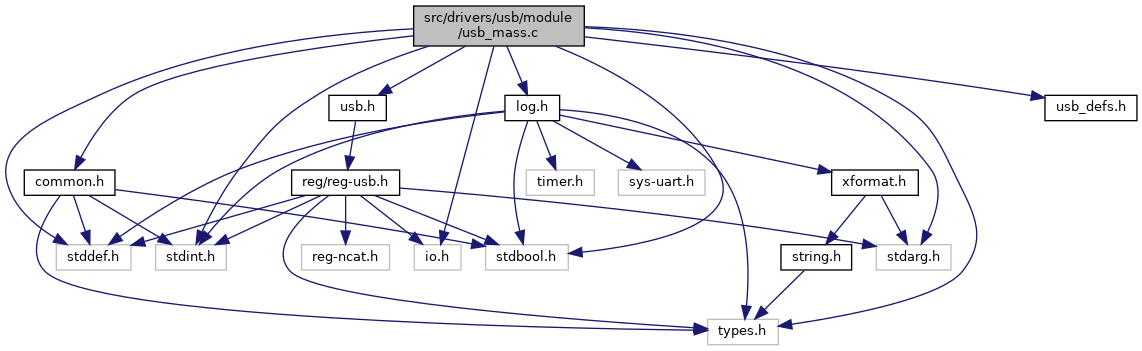 src/drivers/usb/module
/usb_mass.c
usb.h
log.h
usb_defs.h
common.h
reg/reg-usb.h
timer.h
sys-uart.h
xformat.h
stddef.h
stdint.h
reg-ncat.h
io.h
stdbool.h
string.h
stdarg.h
types.h